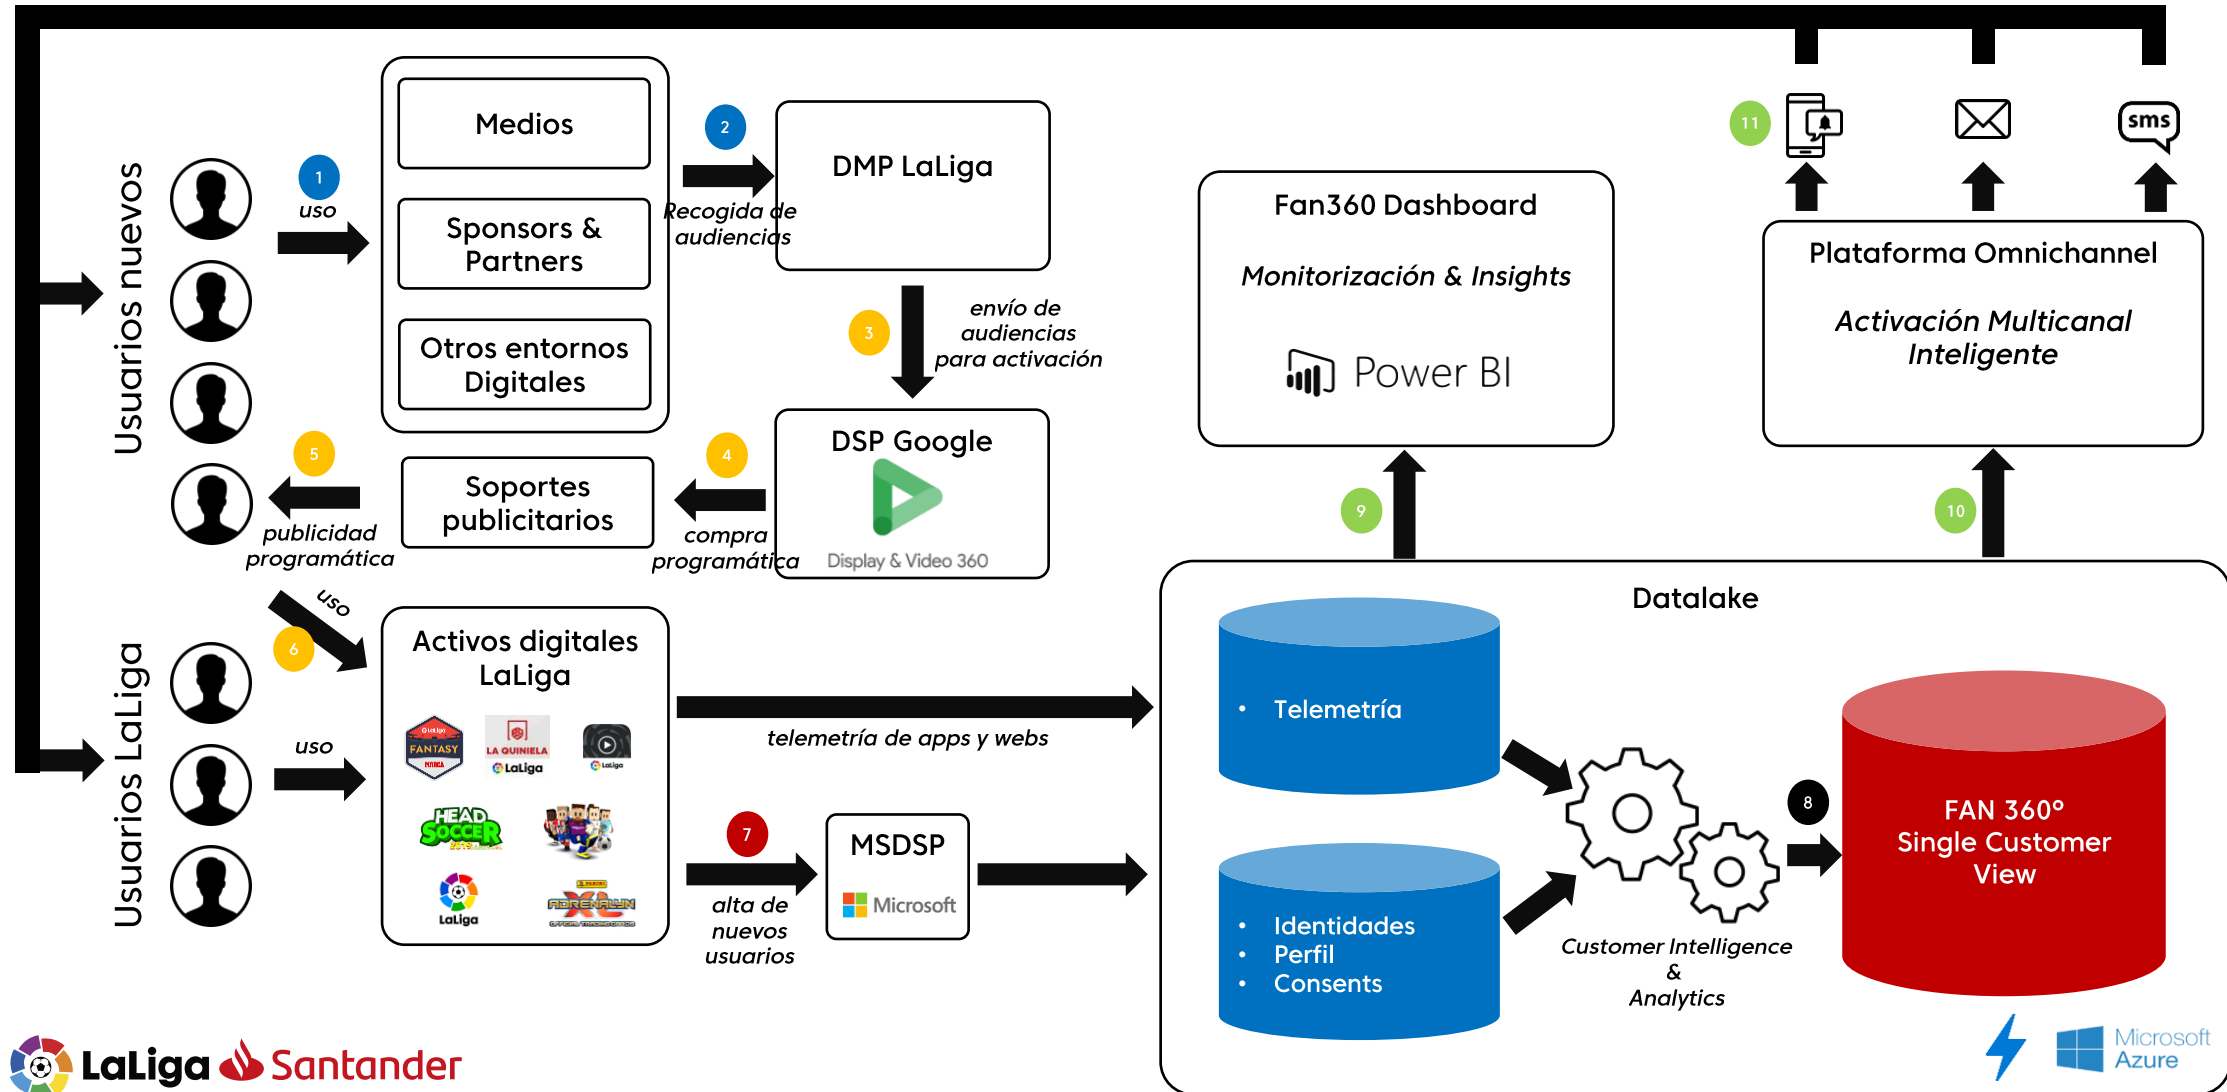 Usuarios nuevos
1
uso
Medios
Sponsors &
Partners
Otros entornos
Digitales
2
Recogida de
audiencias
DMP LaLiga
3
envío de
audiencias
para activación
DSP Google
Display & Video 360
4
compra
programática
Soportes
publicitarios
5
publicidad
programática
uso
6
Usuarios LaLiga
uso
Activos digitales
LaLiga
LaLiga
FANTASY
MARCA
LA QUINIELA
LaLiga
LaLiga
HEAD
SOCCER
LaLiga
PANINI
ADRENALYN
XL
telemetría de apps y webs
7
alta de
nuevos
usuarios
MSDSP
Microsoft
Fan360 Dashboard
Monitorización & Insights
Power BI
9
11
sms
Plataforma Omnichannel
Activación Multicanal
Inteligente
10
Datalake
• Telemetría
• Identidades
• Perfil
• Consents
Customer Intelligence
&
Analytics
8
FAN 360º
Single Customer
View
Microsoft
Azure
LaLiga Santander